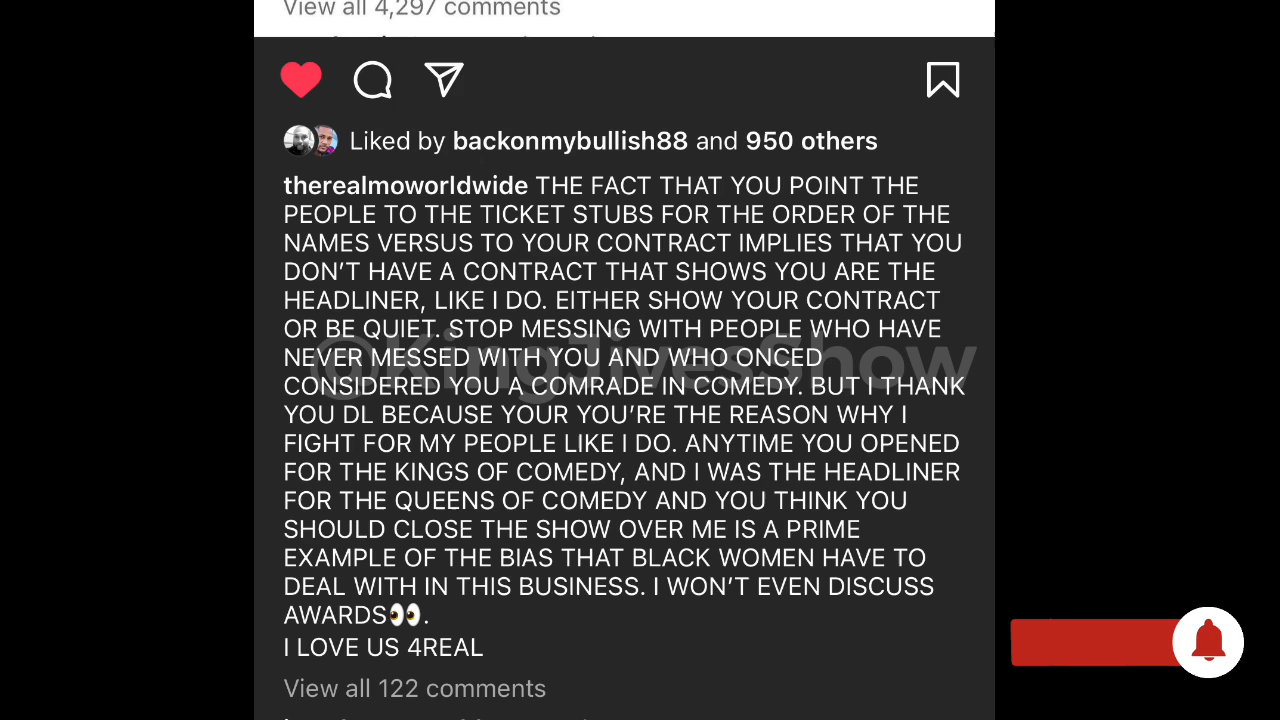 View all 4,297 comments
Liked by backonmybullish88 and 950 others
therealmoworldwide THE FACT THAT YOU POINT THE
PEOPLE TO THE TICKET STUBS FOR THE ORDER OF THE
NAMES VERSUS TO YOUR CONTRACT IMPLIES THAT YOU
DON'T HAVE A CONTRACT THAT SHOWS YOU ARE THE
HEADLINER, LIKE I DO. EITHER SHOW YOUR CONTRACT
OR BE QUIET. STOP MESSING WITH PEOPLE WHO HAVE
NEVER MESSED WITH YOU AND WHO ONCED
CONSIDERED YOU A COMRADE IN COMEDY. BUT I THANK
YOU DL BECAUSE YOUR YOU'RE THE REASON WHY I
FIGHT FOR MY PEOPLE LIKE I DO. ANYTIME YOU OPENED
FOR THE KINGS OF COMEDY, AND I WAS THE HEADLINER
FOR THE QUEENS OF COMEDY AND YOU THINK YOU
SHOULD CLOSE THE SHOW OVER ME IS A PRIME
EXAMPLE OF THE BIAS THAT BLACK WOMEN HAVE TO
DEAL WITH IN THIS BUSINESS. I WON'T EVEN DISCUSS
AWARDS👀.
I LOVE US 4REAL
View all 122 comments